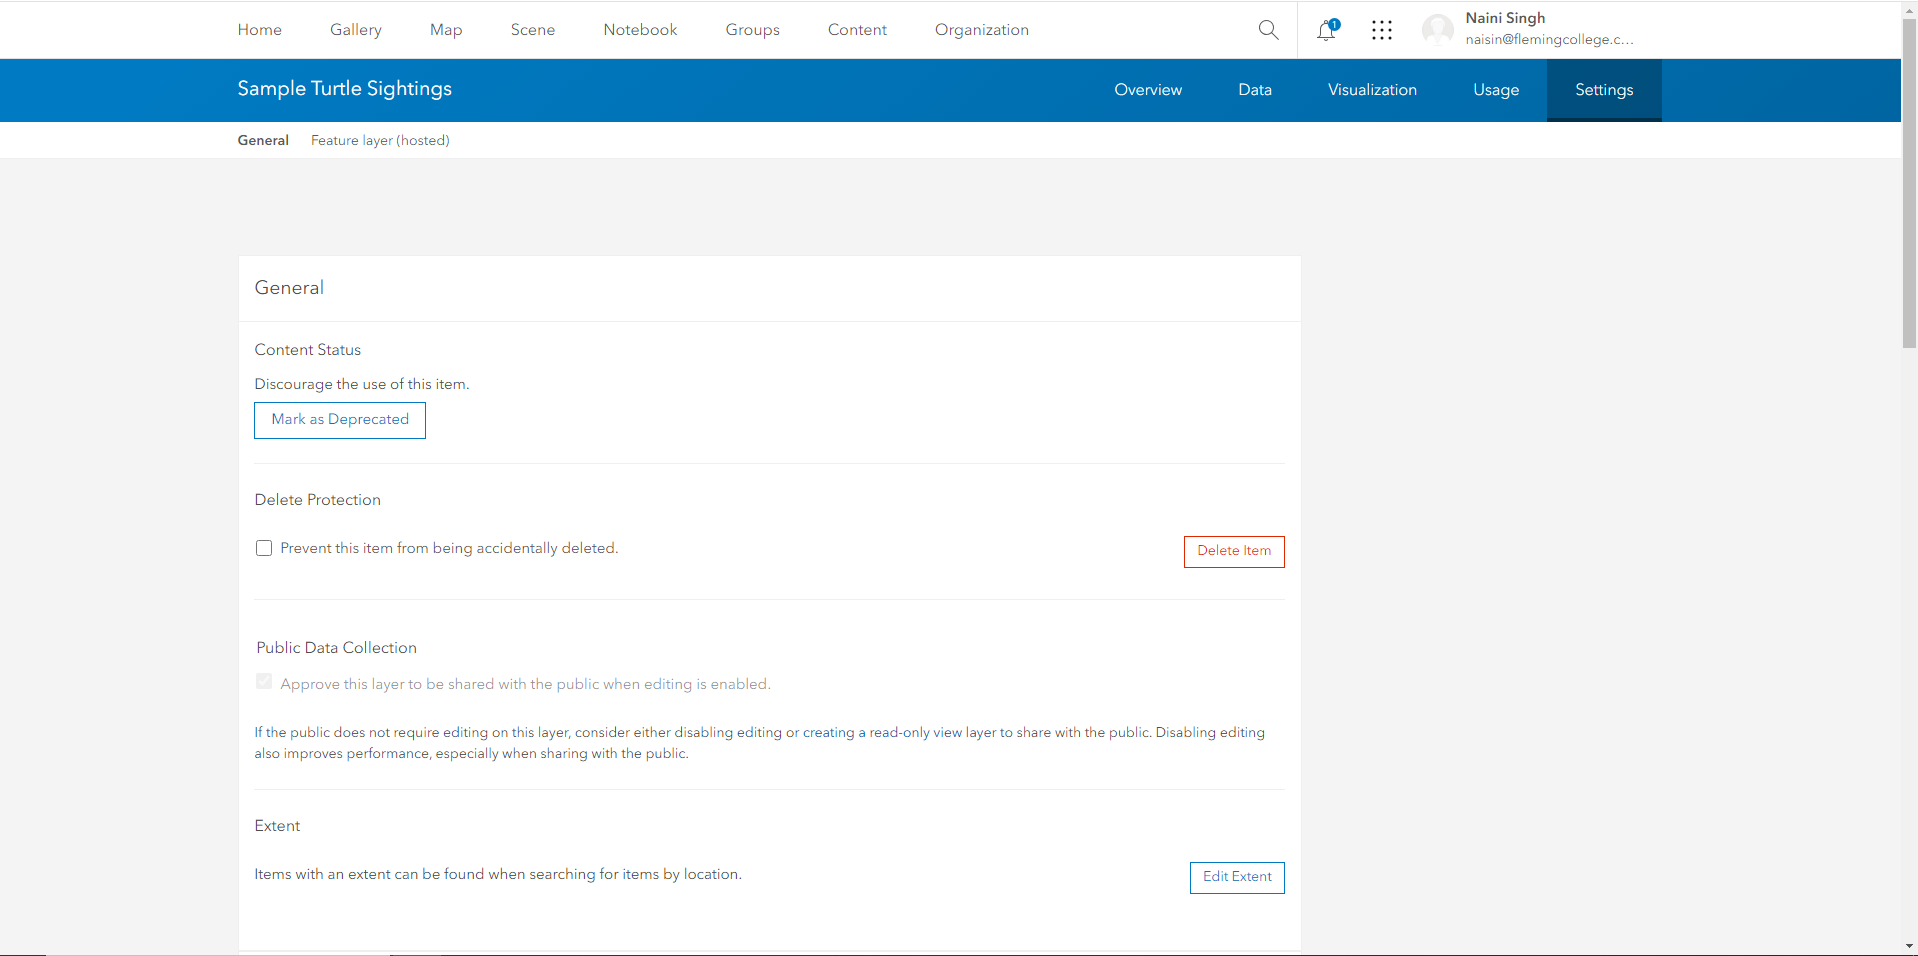 Home Gallery Map Scene Notebook Groups Content Organization 1 Naini Singh
naisin@flemingcollege.c...
Sample Turtle Sightings Overview Data Visualization Usage Settings
General Feature layer (hosted)
General
Content Status
Discourage the use of this item.
Mark as Deprecated
Delete Protection
Prevent this item from being accidentally deleted. Delete Item
Public Data Collection
Approve this layer to be shared with the public when editing is enabled.
If the public does not require editing on this layer, consider either disabling editing or creating a read-only view layer to share with the public. Disabling editing
also improves performance, especially when sharing with the public.
Extent
Items with an extent can be found when searching for items by location. Edit Extent